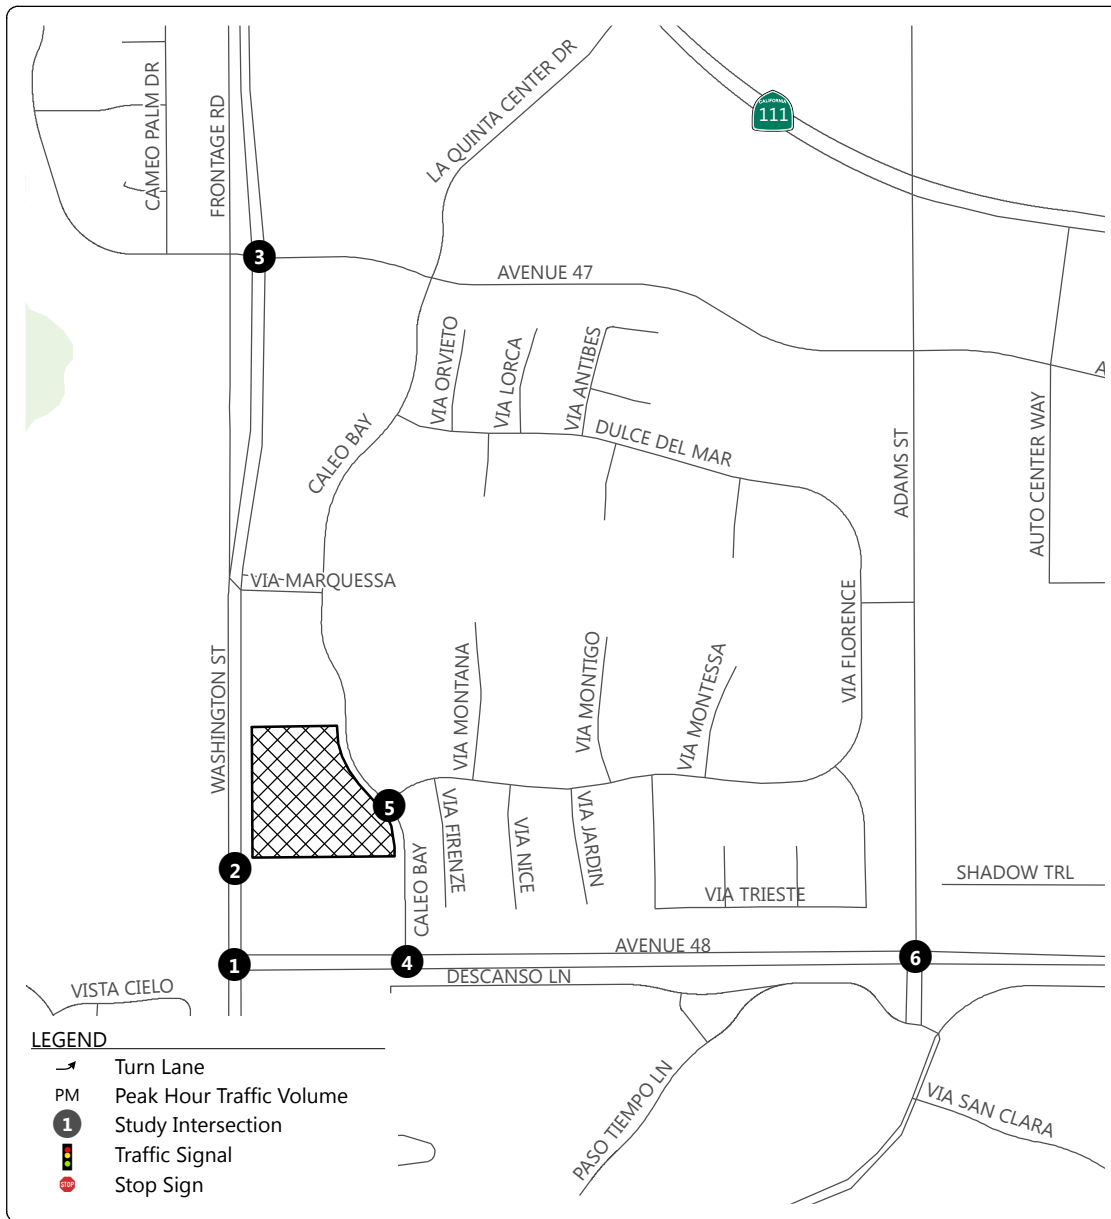 LA QUINTA CENTER DR
CAMEO PALM DR
FRONTAGE RD
CALIFORNIA
111
3
AVENUE 47
VIA ORVIETO
VIA LORCA
VIA ANTIBES
A
CALEO BAY
DULCE DEL MAR
ADAMS ST
AUTO CENTER WAY
VIA MARQUESSA
WASHINGTON ST
VIA MONTANA
VIA MONTIGO
VIA MONTESSA
VIA FLORENCE
5
2
CALEO BAY
VIA FIRENZE
VIA NICE
VIA JARDIN
VIA TRIESTE
SHADOW TRL
1
4
AVENUE 48
6
DESCANSO LN
VISTA CIELO
PASO TIEMPO LN
VIA SAN CLARA
LEGEND
Turn Lane
PM Peak Hour Traffic Volume
1 Study Intersection
Traffic Signal
STOP Stop Sign